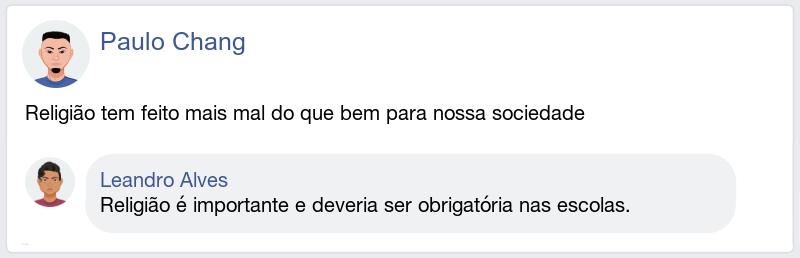 Paulo Chang
Religião tem feito mais mal do que bem para nossa sociedade
Leandro Alves
Religião é importante e deveria ser obrigatória nas escolas.